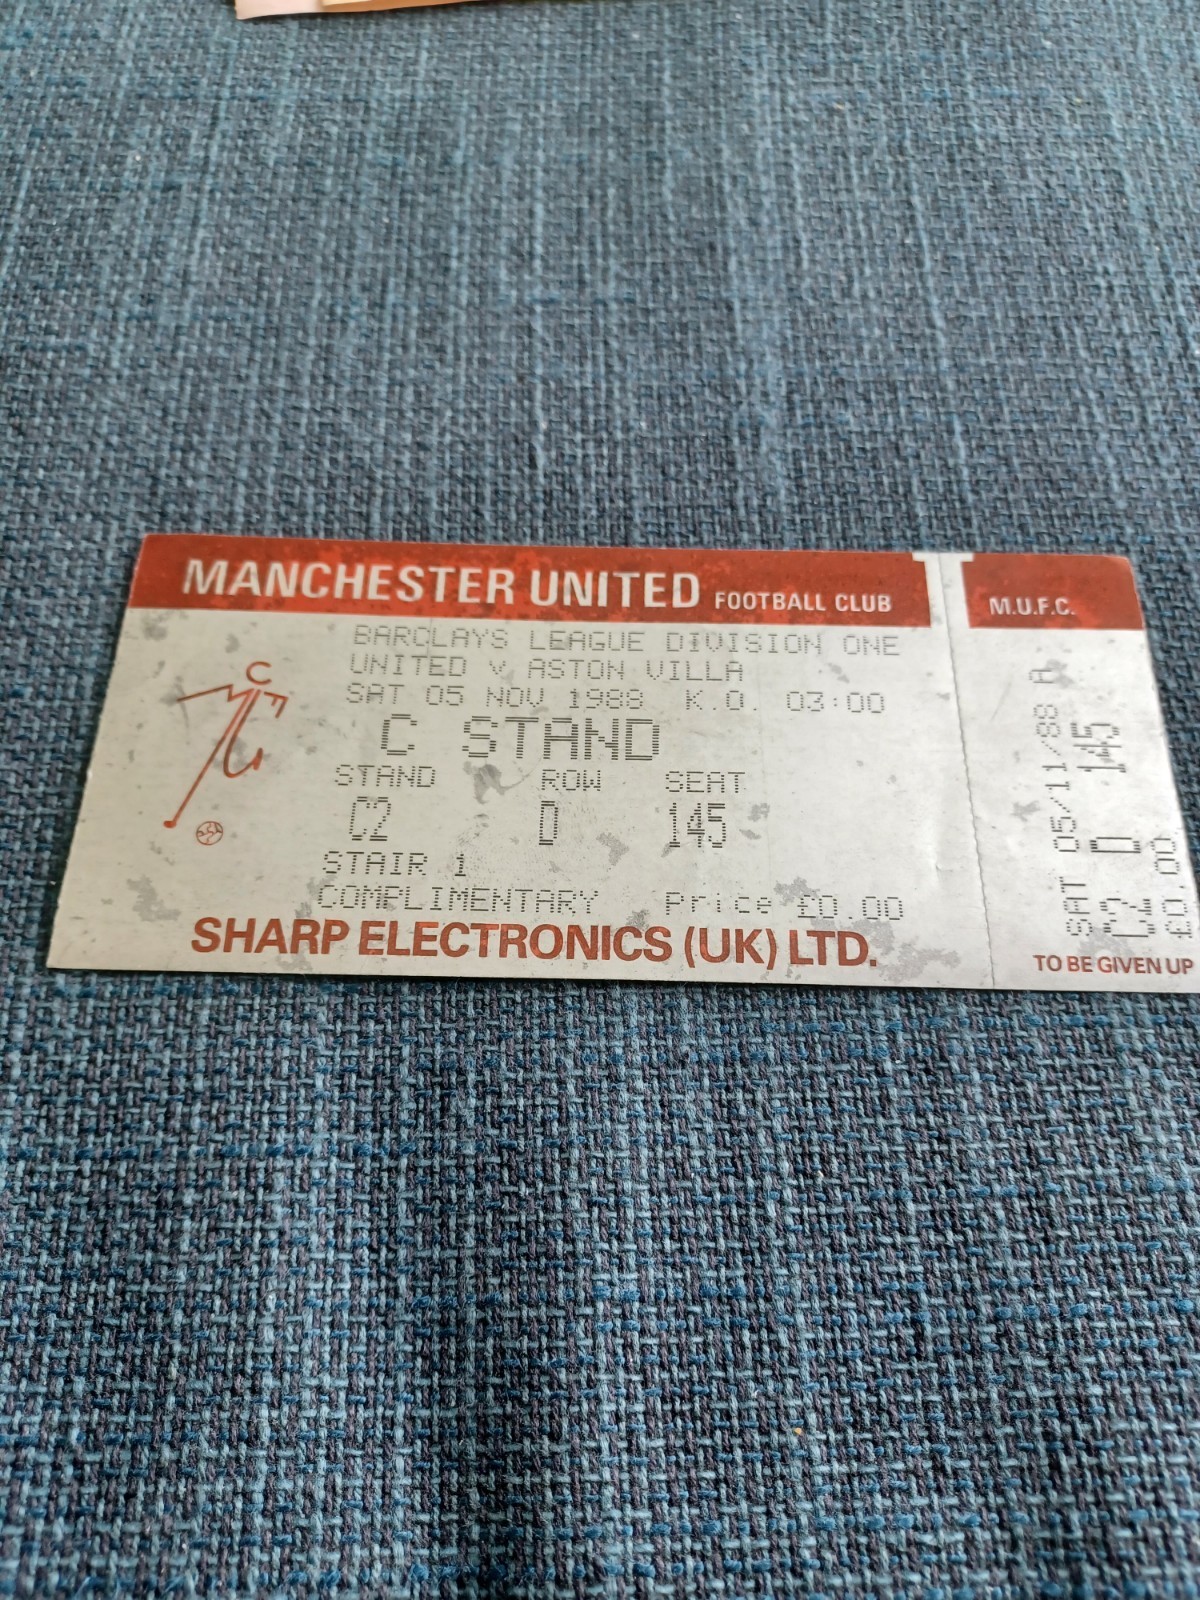 MANCHESTER UNITED FOOTBALL CLUB
BARCLAYS LEAGUE DIVISION ONE
UNITED v ASTON VILLA
SAT 05 NOV 1988 K.O. 03:00
C STAND
STAND ROW SEAT
C2 D 145
STAIR 1
COMPLIMENTARY Price £0.00
SHARP ELECTRONICS (UK) LTD.
M.U.F.C.
SAT 05/11/88 A
C2 D 145
£0.00
TO BE GIVEN UP